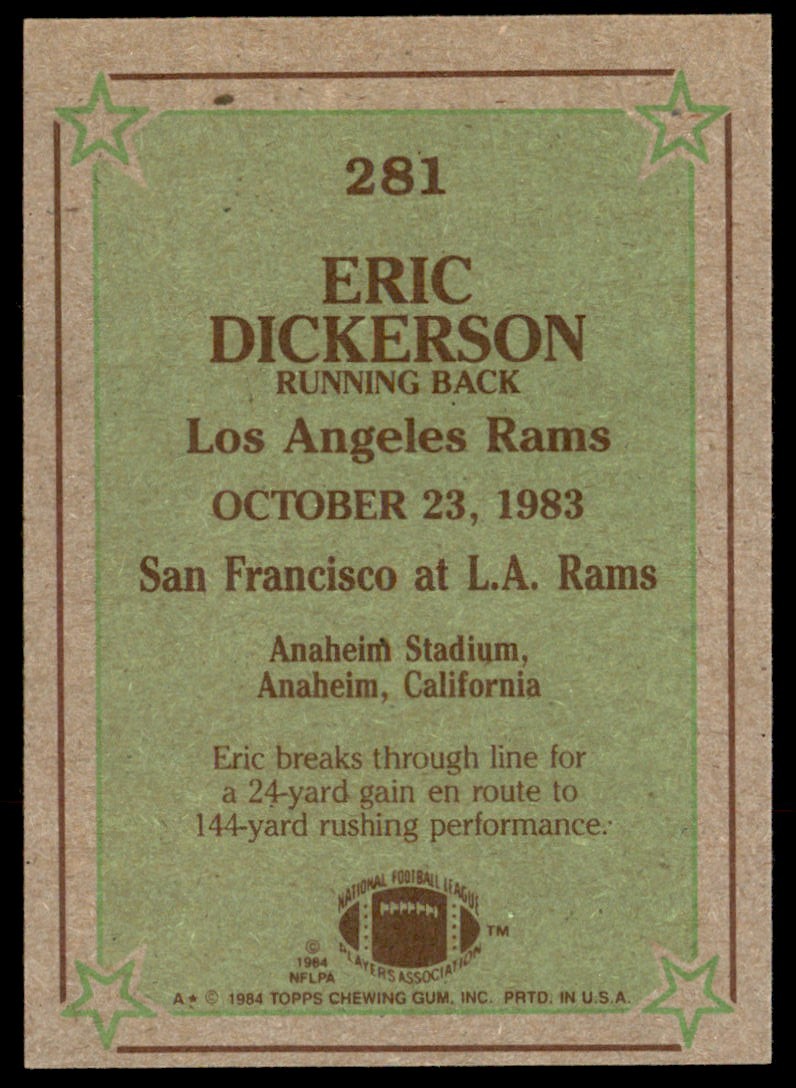 281
ERIC
DICKERSON
RUNNING BACK
Los Angeles Rams
OCTOBER 23, 1983
San Francisco at L.A. Rams
Anaheim Stadium,
Anaheim, California
Eric breaks through line for
a 24-yard gain en route to
144-yard rushing performance.
NATIONAL FOOTBALL LEAGUE
PLAYERS ASSOCIATION
TM
©
1984
NFLPA
A★ © 1984 TOPPS CHEWING GUM, INC. PRTD. IN U.S.A.